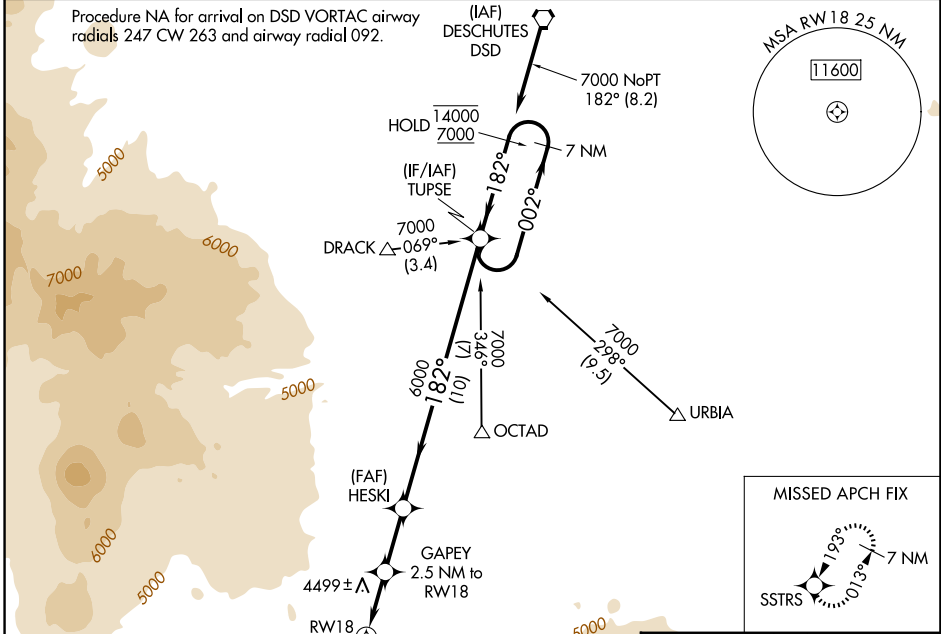 Procedure NA for arrival on DSD VORTAC airway
radials 247 CW 263 and airway radial 092.
(IAF)
DESCHUTES
DSD
7000 NoPT
182° (8.2)
MSA RW18 25 NM
11600
HOLD
14000
7000
7 NM
182°
002°
(IF/IAF)
TUPSE
DRACK
7000
069°
(3.4)
5000
6000
7000
7000
346°
(7)
7000
298°
(9.5)
6000
182°
(10)
5000
OCTAD
URBIA
(FAF)
HESKI
GAPEY
2.5 NM to
RW18
4499±
6000
5000
RW18
5000
MISSED APCH FIX
193°
013°
7 NM
SSTRS